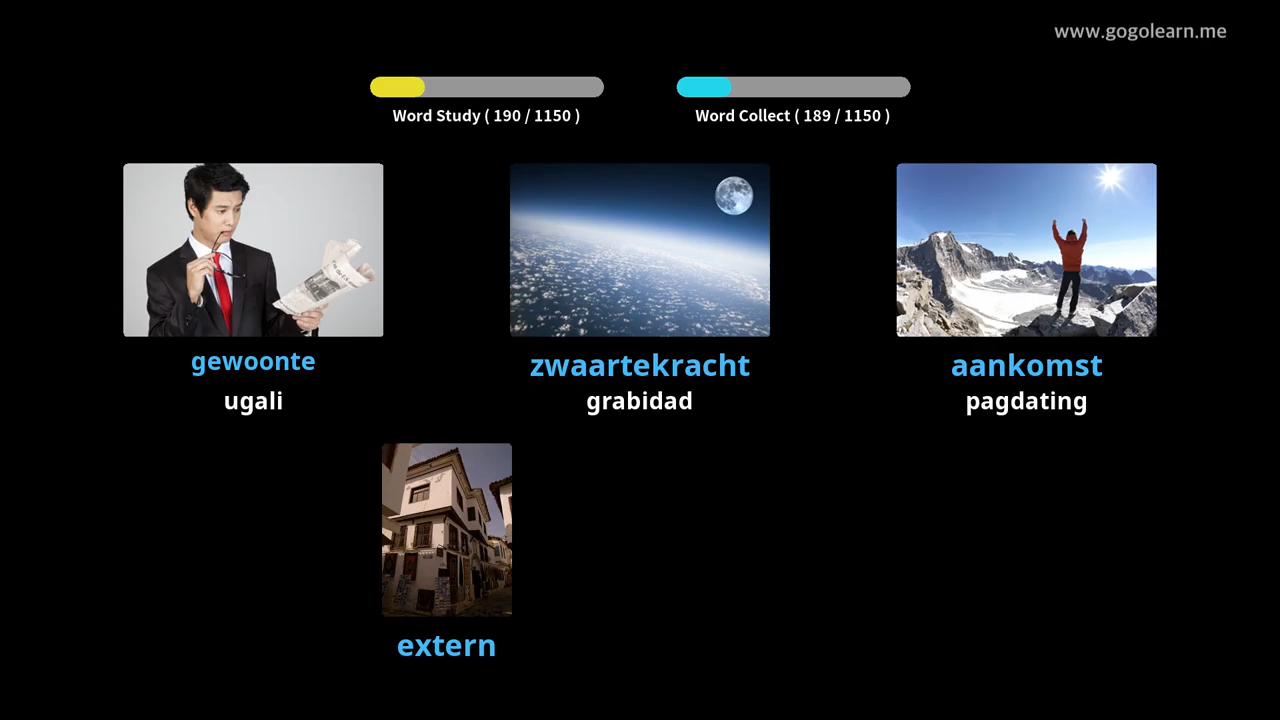 www.gogolearn.me
Word Study ( 190 / 1150 )
Word Collect ( 189 / 1150 )
gewoonte
zwaartekracht
aankomst
ugali
grabidad
pagdating
extern